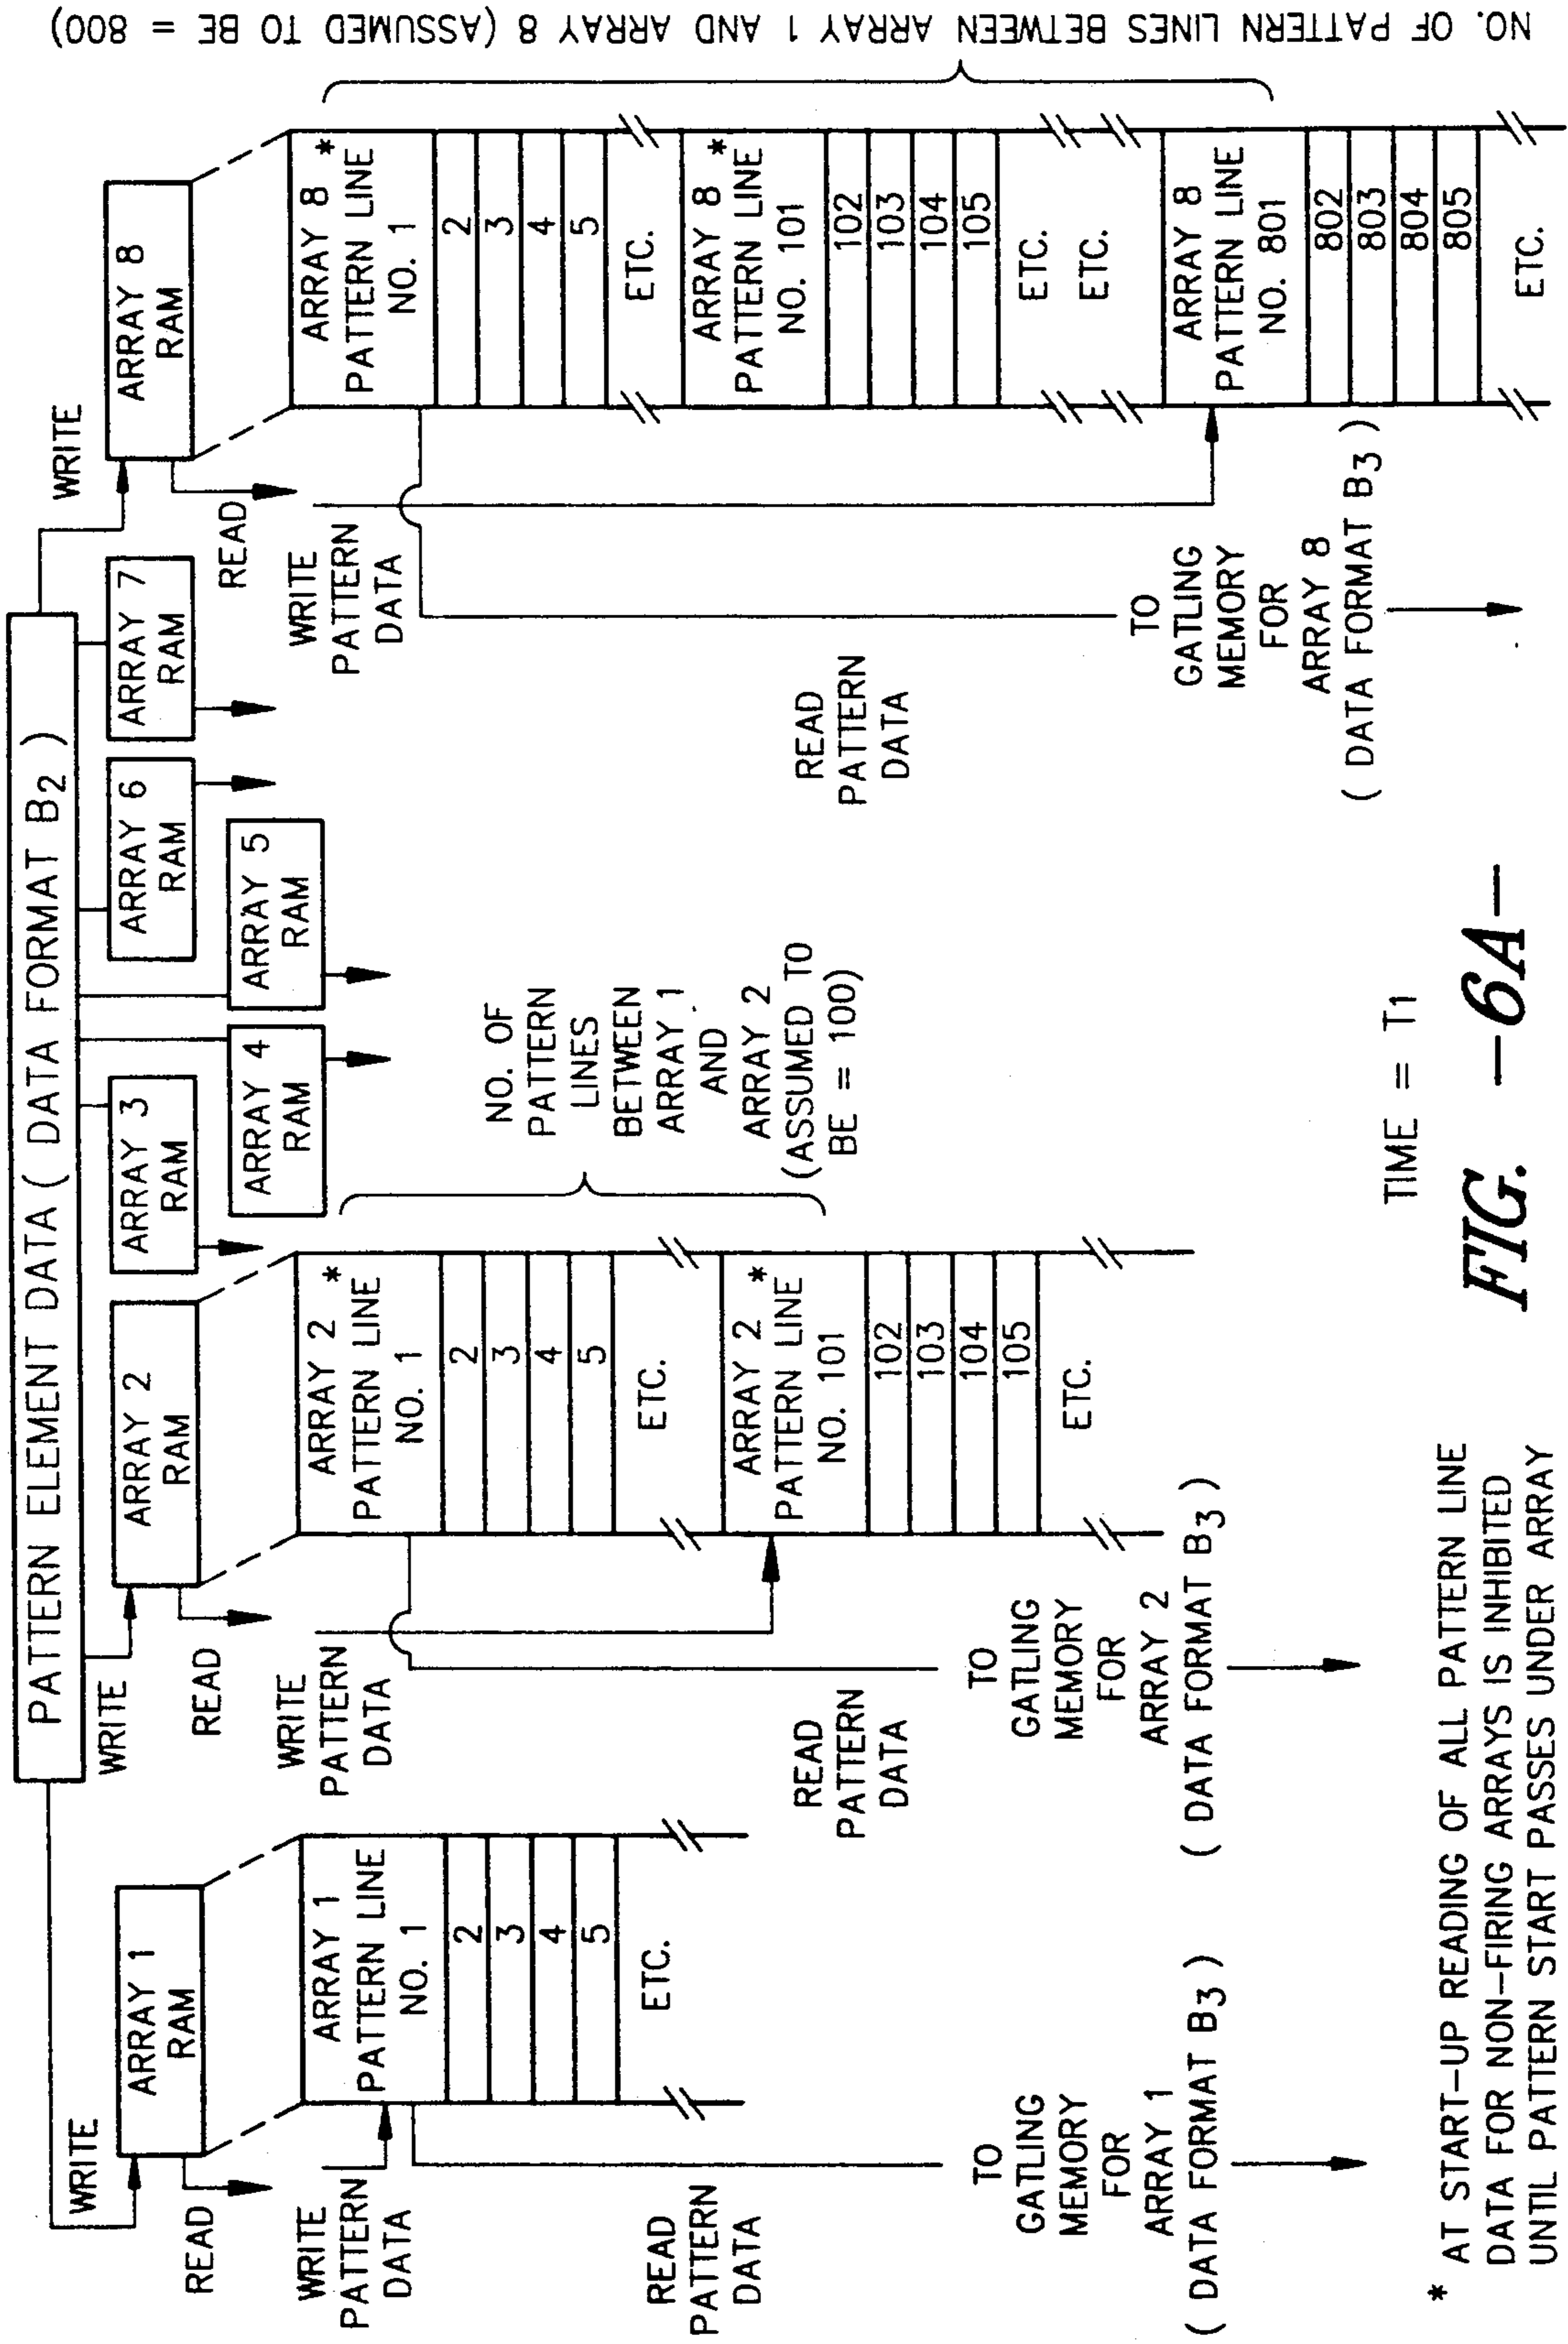 PATTERN ELEMENT DATA ( DATA FORMAT B2 )
WRITE
ARRAY 1
RAM
READ
WRITE
PATTERN
DATA
ARRAY 1
PATTERN LINE
NO. 1
2
3
4
5
ETC.
READ
PATTERN
DATA
TO
GATLING
MEMORY
FOR
ARRAY 1
( DATA FORMAT B3 )
WRITE
ARRAY 2
RAM
READ
WRITE
PATTERN
DATA
ARRAY 2 *
PATTERN LINE
NO. 1
2
3
4
5
ETC.
ARRAY 2 *
PATTERN LINE
NO. 101
102
103
104
105
ETC.
READ
PATTERN
DATA
TO
GATLING
MEMORY
FOR
ARRAY 2
( DATA FORMAT B3 )
NO. OF
PATTERN
LINES
BETWEEN
ARRAY 1
AND
ARRAY 2
(ASSUMED TO
BE = 100)
ARRAY 3
RAM
ARRAY 4
RAM
ARRAY 5
RAM
ARRAY 6
RAM
ARRAY 7
RAM
WRITE
ARRAY 8
RAM
READ
WRITE
PATTERN
DATA
ARRAY 8 *
PATTERN LINE
NO. 1
2
3
4
5
ETC.
ARRAY 8 *
PATTERN LINE
NO. 101
102
103
104
105
ETC.
ETC.
ARRAY 8
PATTERN LINE
NO. 801
802
803
804
805
ETC.
READ
PATTERN
DATA
TO
GATLING
MEMORY
FOR
ARRAY 8
( DATA FORMAT B3 )
NO. OF PATTERN LINES BETWEEN ARRAY 1 AND ARRAY 8 (ASSUMED TO BE = 800)
TIME = T1
FIG. -6A-
* AT START-UP READING OF ALL PATTERN LINE
DATA FOR NON-FIRING ARRAYS IS INHIBITED
UNTIL PATTERN START PASSES UNDER ARRAY